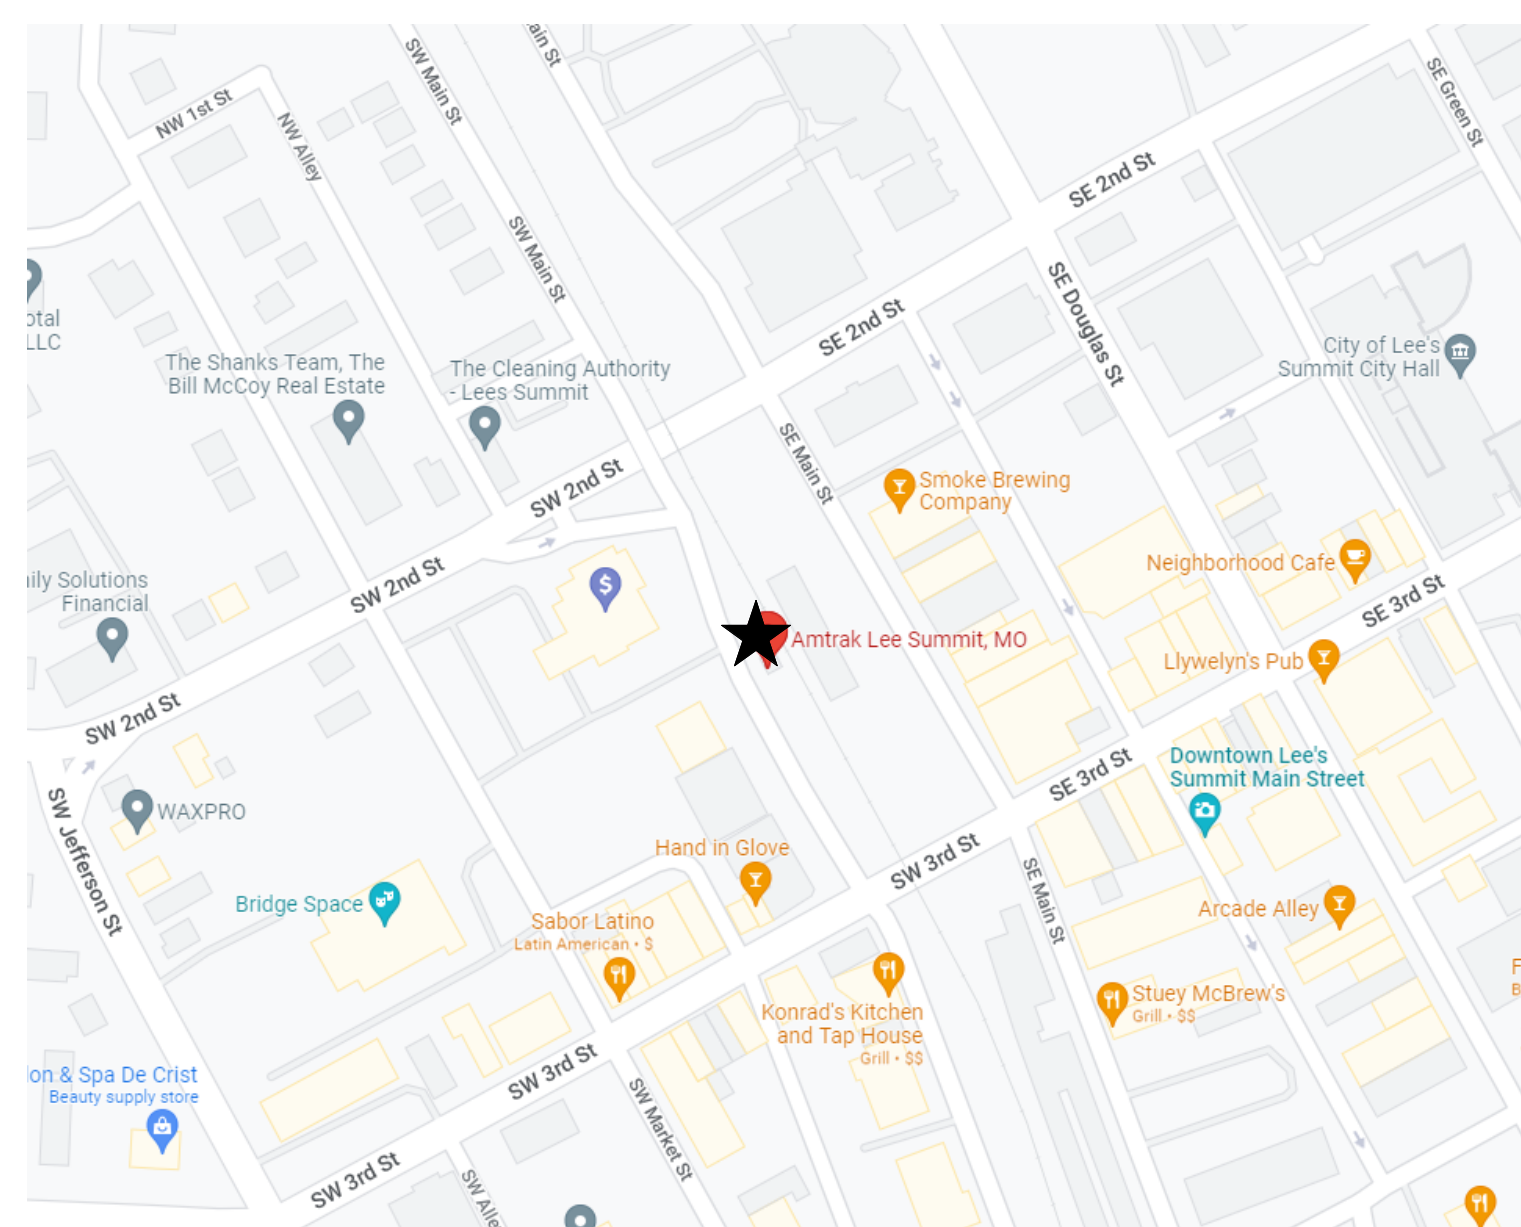 SW Main St
ain St
SE Green St
NW 1st St
NW Alley
SE 2nd St
SW Main St
SE Douglas St
otal
LLC
SE 2nd St
City of Lee's
Summit City Hall
The Shanks Team, The
Bill McCoy Real Estate
The Cleaning Authority
- Lees Summit
SE Main St
SW 2nd St
Smoke Brewing
Company
Neighborhood Cafe
SW 2nd St
ily Solutions
Financial
SE 3rd St
Amtrak Lee Summit, MO
Llywelyn's Pub
SW 2nd St
SE 3rd St
Downtown Lee's
Summit Main Street
SW Jefferson St
WAXPRO
Hand in Glove
SW 3rd St
SE Main St
Bridge Space
Sabor Latino
Latin American • $
Arcade Alley
Konrad's Kitchen
and Tap House
Grill • $$
Stuey McBrew's
Grill • $$
F
B
SW 3rd St
lon & Spa De Crist
Beauty supply store
SW Market St
SW 3rd St
SW Alle